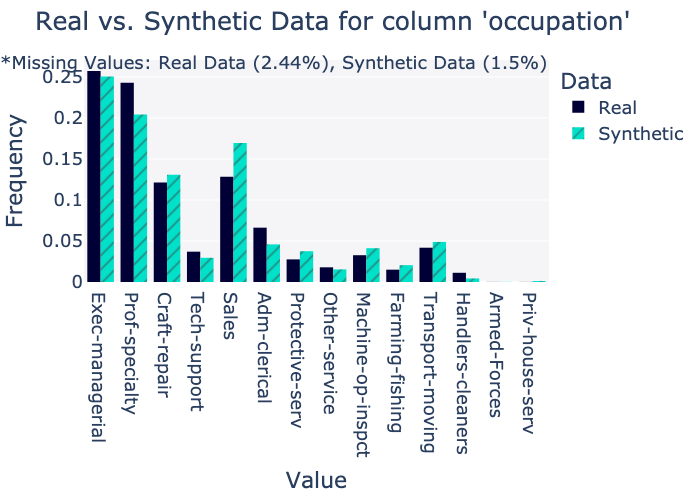 Real vs. Synthetic Data for column 'occupation'
*Missing Values: Real Data (2.44%), Synthetic Data (1.5%)
Data
Real
Synthetic
Frequency
0.25
0.2
0.15
0.1
0.05
0
Exec-managerial
Prof-specialty
Craft-repair
Tech-support
Sales
Adm-clerical
Protective-serv
Other-service
Machine-op-inspct
Farming-fishing
Transport-moving
Handlers-cleaners
Armed-Forces
Priv-house-serv
Value